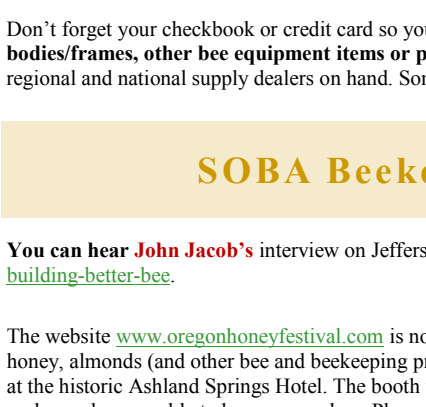 Don’t forget your checkbook or credit card so you
bodies/frames, other bee equipment items or p
regional and national supply dealers on hand. Sor
SOBA Beeke
You can hear John Jacob’s interview on Jeffers
building-better-bee.
The website www.oregonhoneyfestival.com is no
honey, almonds (and other bee and beekeeping pr
at the historic Ashland Springs Hotel. The booth